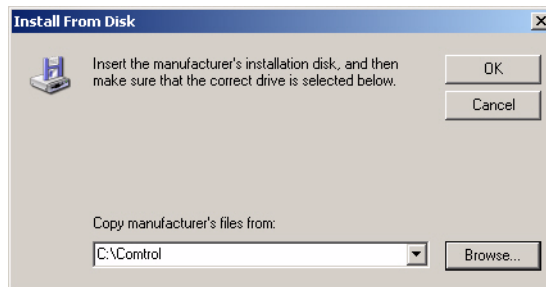 Install From Disk
Insert the manufacturer's installation disk, and then
make sure that the correct drive is selected below.
OK
Cancel
Copy manufacturer's files from:
C:\Comtrol
Browse...